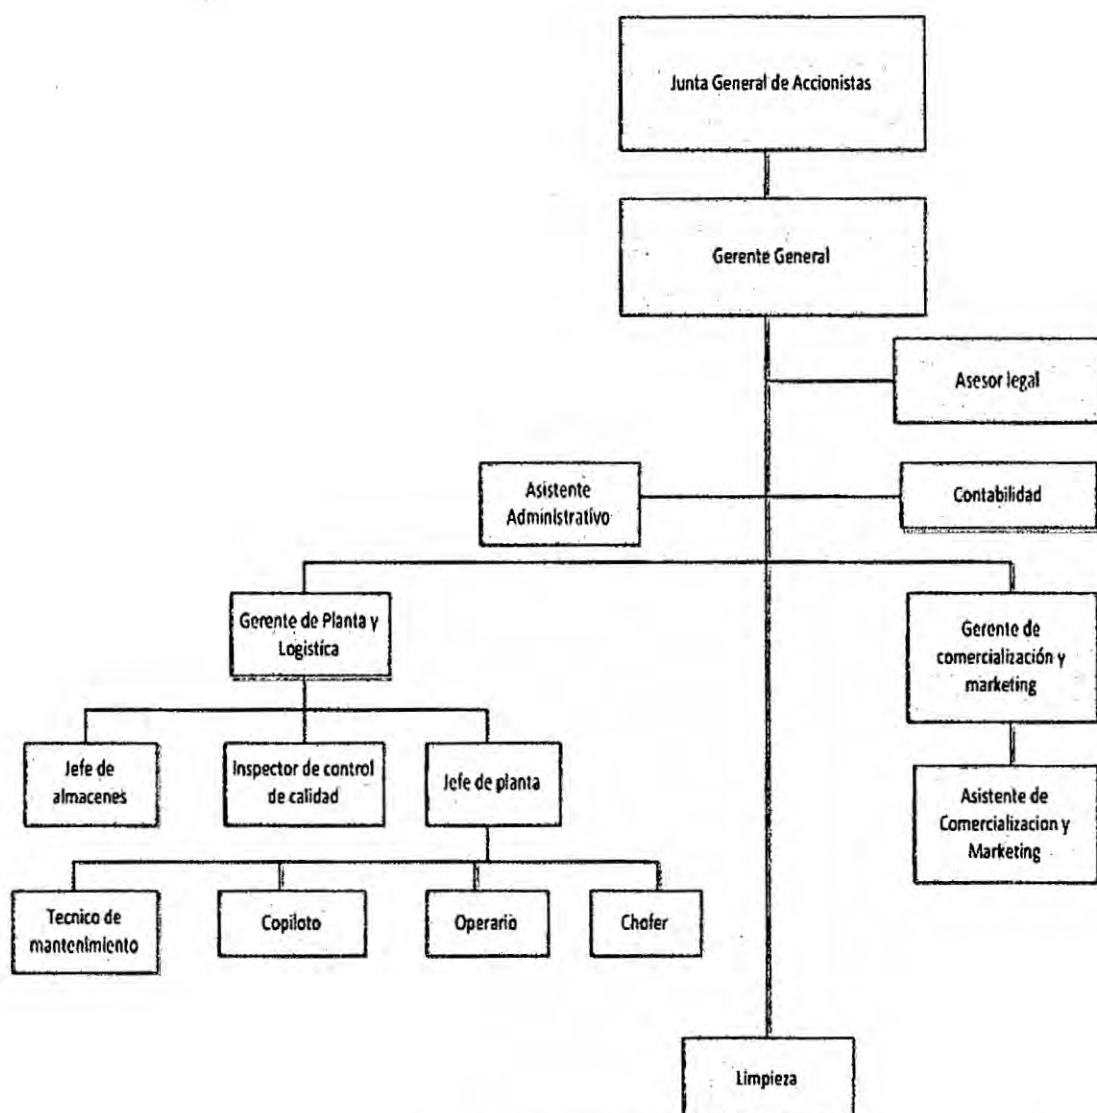 Junta General de Accionistas
Gerente General
Asesor legal
Asistente
Administrativo
Contabilidad
Gerente de Planta y
Logistica
Gerente de
comercialización y
marketing
Jefe de
almacenes
Inspector de control
de calidad
Jefe de planta
Asistente de
Comercializacion y
Marketing
Tecnico de
mantenimiento
Copiloto
Operario
Chofer
Limpieza